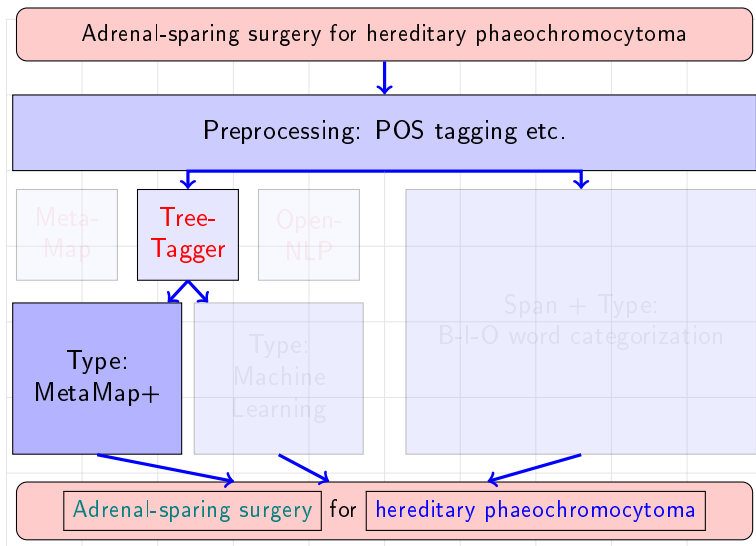 Adrenal-sparing surgery for hereditary phaeochromocytoma
Preprocessing: POS tagging etc.
Meta-
Map
Tree-
Tagger
Open-
NLP
Span + Type:
B-I-O word categorization
Type:
MetaMap+
Type:
Machine
Learning
Adrenal-sparing surgery for hereditary phaeochromocytoma